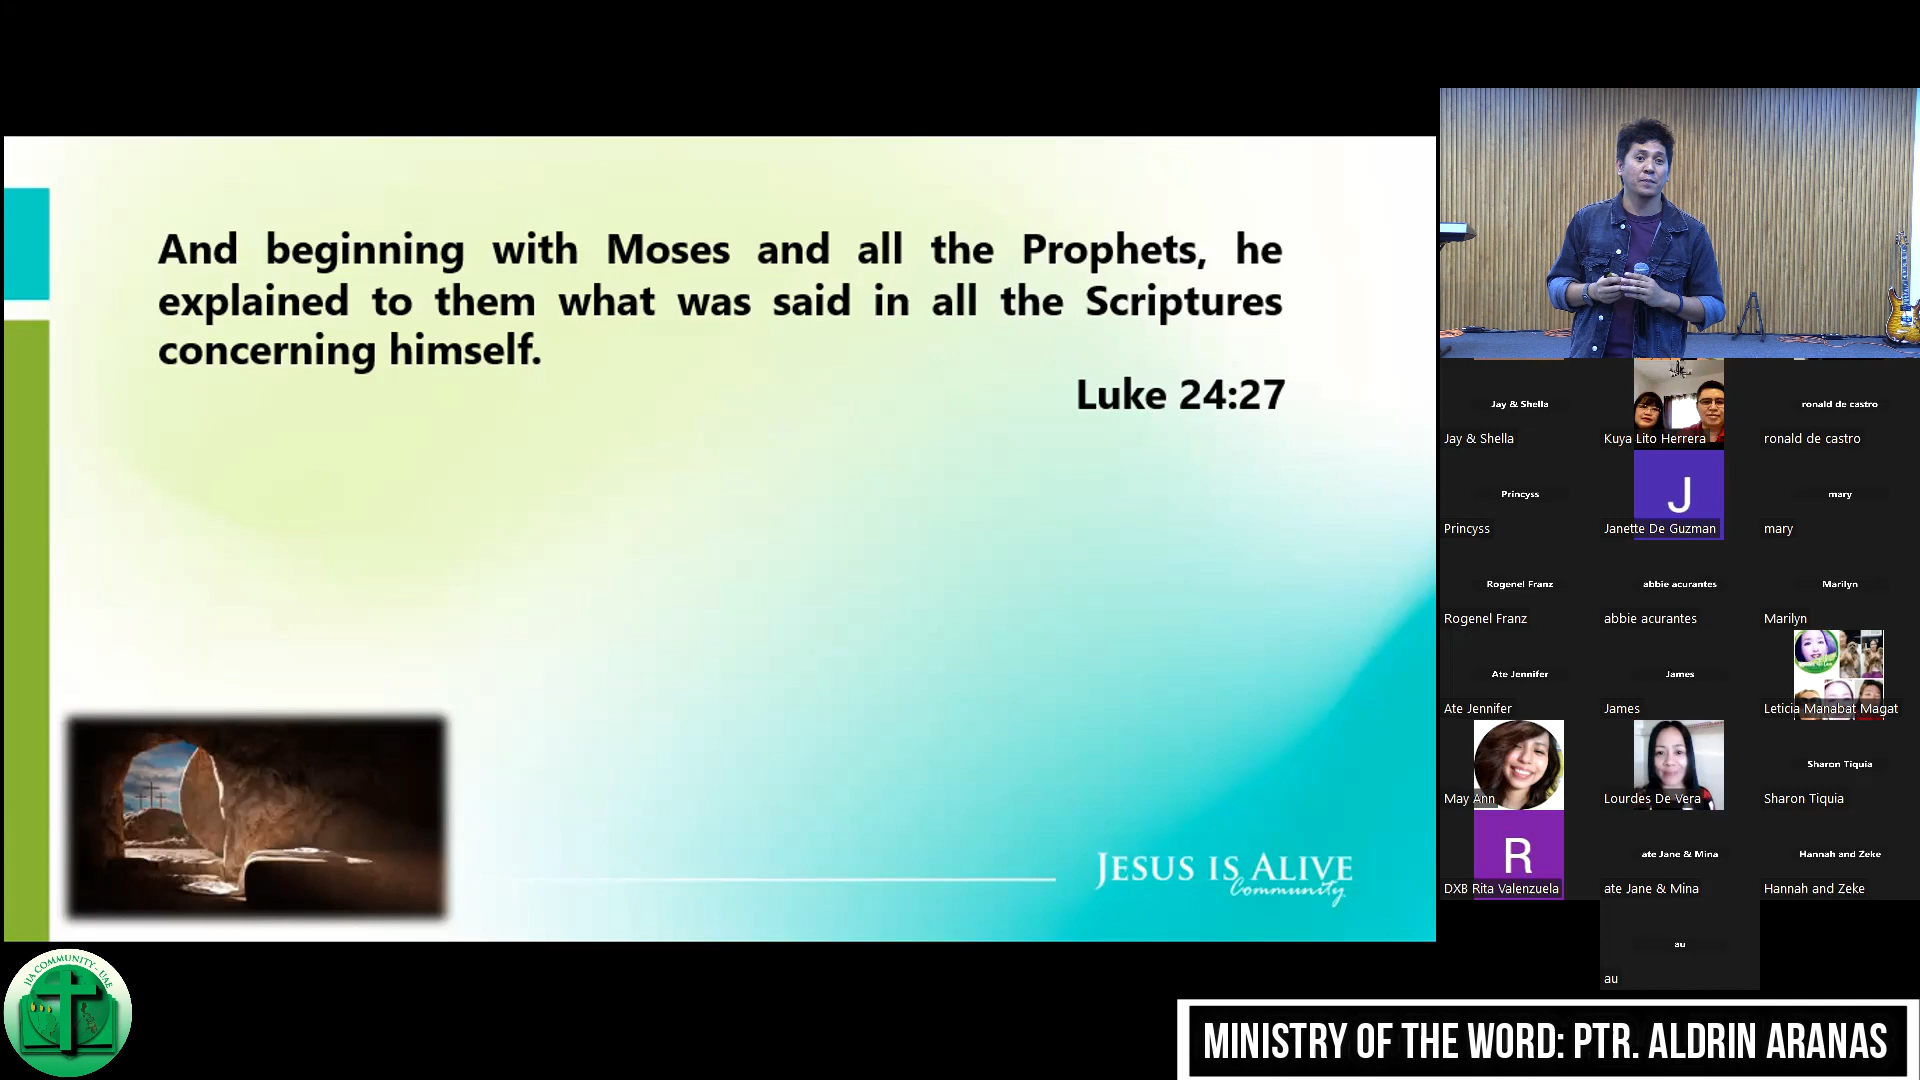 And beginning with Moses and all the Prophets, he
explained to them what was said in all the Scriptures
concerning himself.
Luke 24:27
JESUS IS ALIVE
Community
Jay & Shella
Jay & Shella
Kuya Lito Herrera
ronald de castro
ronald de castro
Princyss
Princyss
J
Janette De Guzman
mary
mary
Rogenel Franz
Rogenel Franz
abbie acurantes
abbie acurantes
Marilyn
Marilyn
Ate Jennifer
Ate Jennifer
James
James
Leticia Manabat Magat
May Ann
Lourdes De Vera
Sharon Tiquia
Sharon Tiquia
R
DXB Rita Valenzuela
ate Jane & Mina
ate Jane & Mina
Hannah and Zeke
Hannah and Zeke
au
au
JIA COMMUNITY - UAE
MINISTRY OF THE WORD: PTR. ALDRIN ARANAS